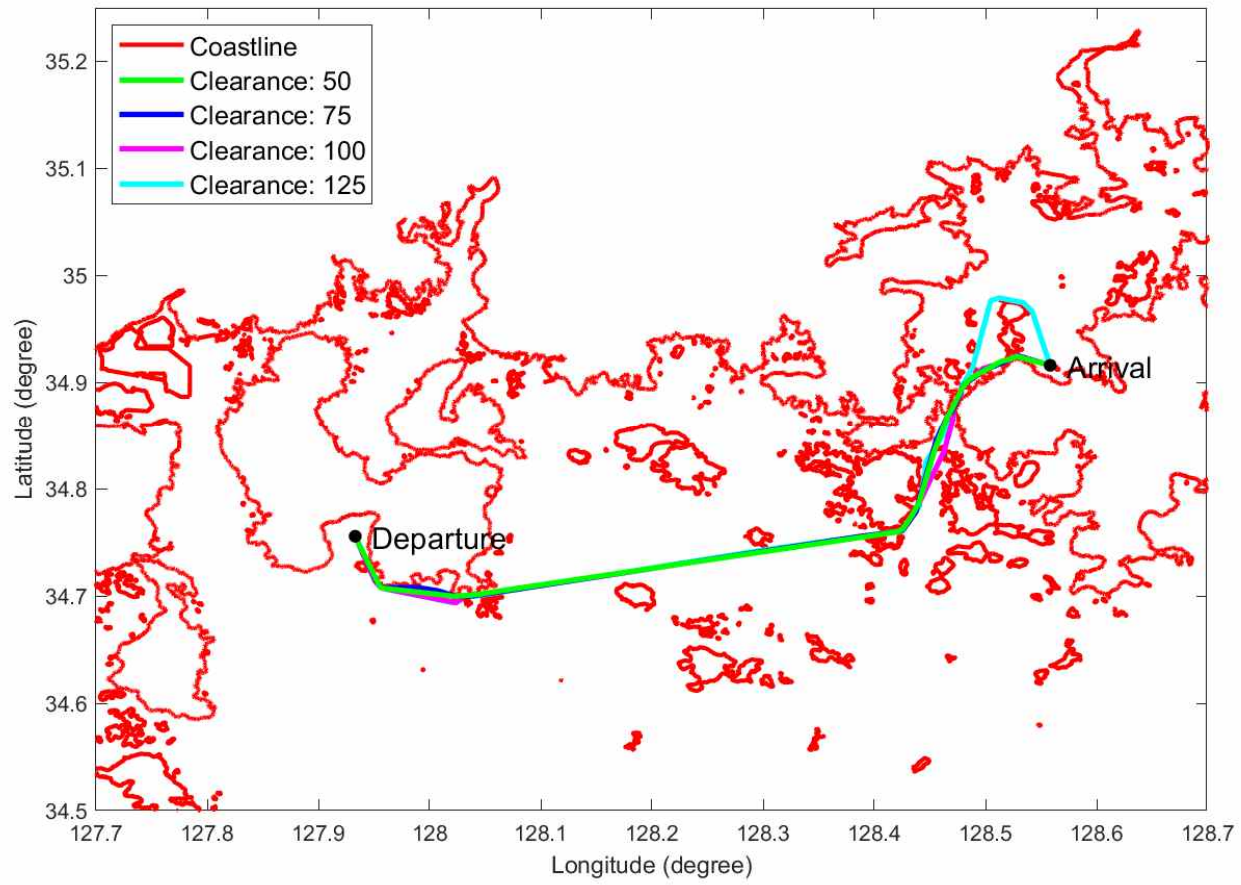 Coastline
Clearance: 50
Clearance: 75
Clearance: 100
Clearance: 125
35.2
35.1
35
34.9
34.8
34.7
34.6
34.5
Latitude (degree)
Arrival
Departure
127.7 127.8 127.9 128 128.1 128.2 128.3 128.4 128.5 128.6 128.7
Longitude (degree)